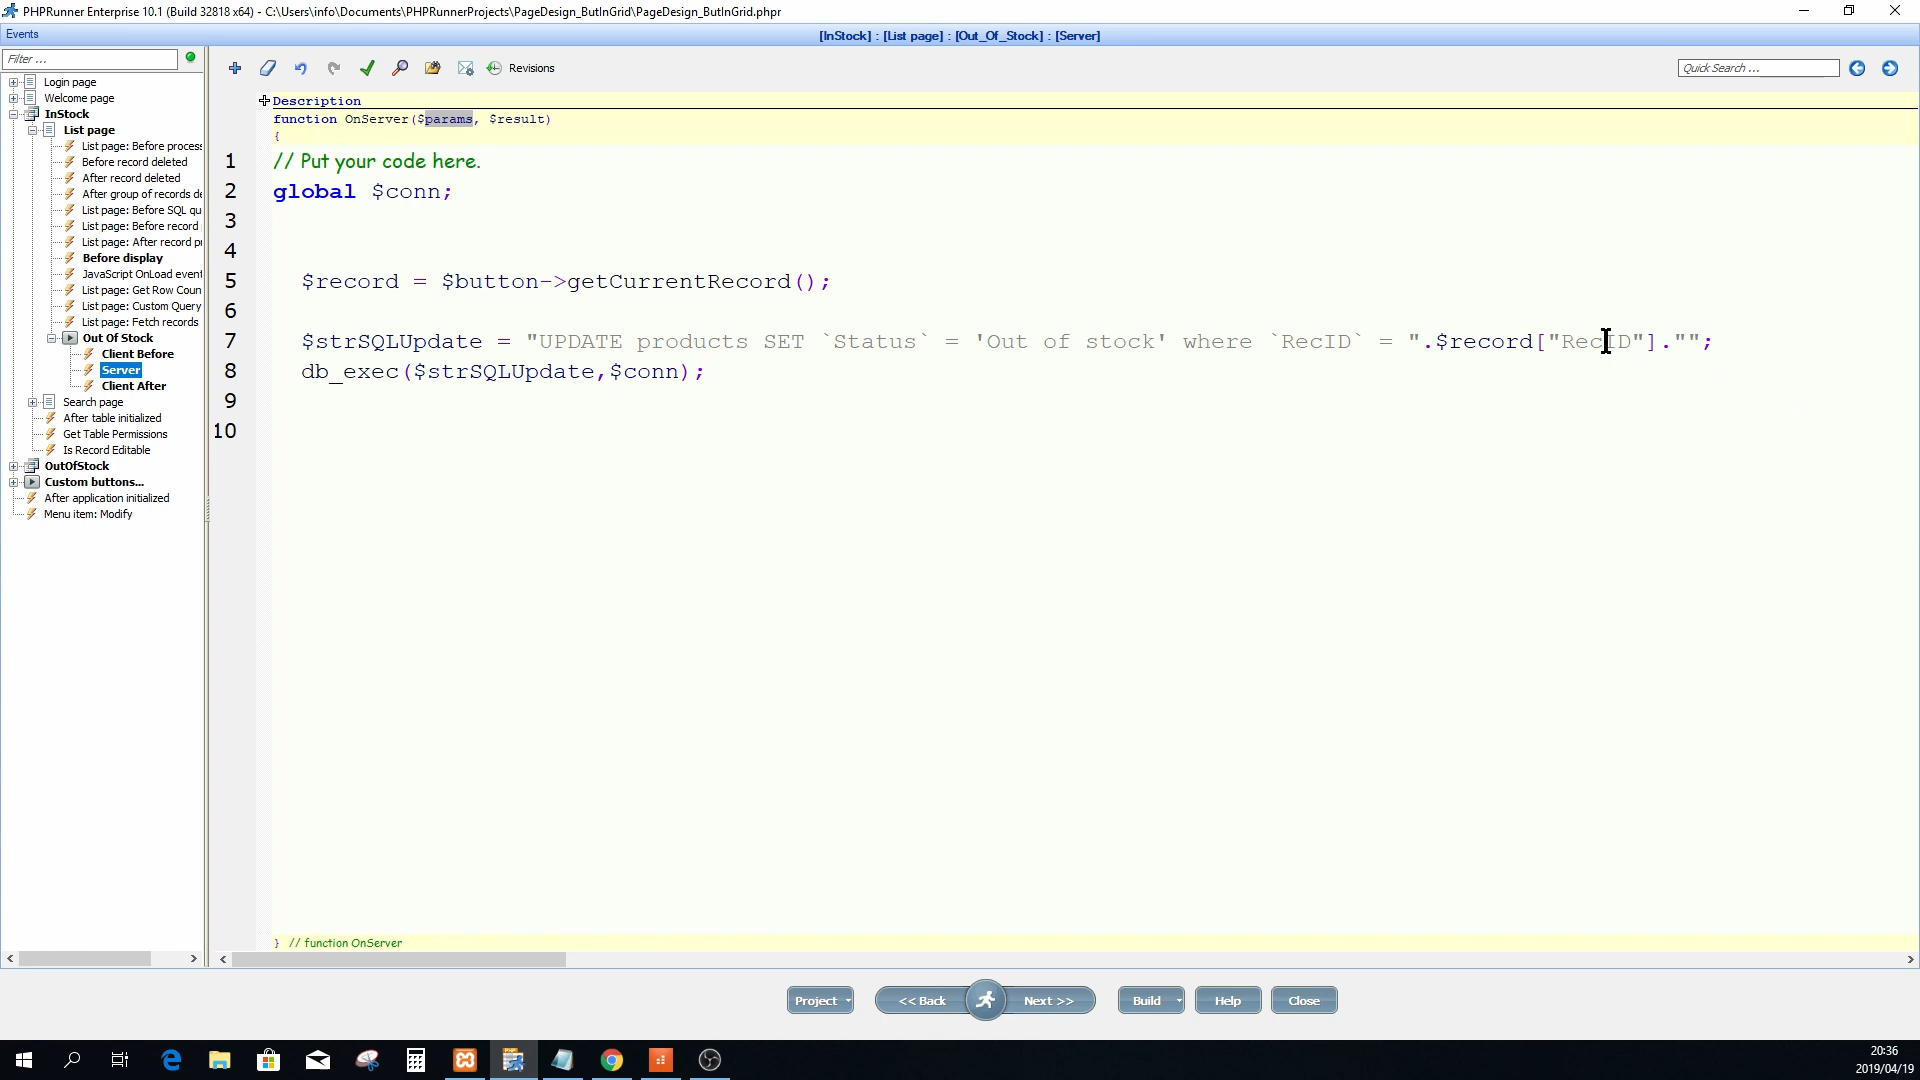 PHPRunner Enterprise 10.1 (Build 32818 x64) - C:\Users\info\Documents\PHPRunnerProjects\PageDesign_ButInGrid\PageDesign_ButInGrid.phpr
Events
[InStock] : [List page] : [Out_Of_Stock] : [Server]
Filter ...
Revisions
Quick Search ...
Login page
Welcome page
InStock
List page
List page: Before process
Before record deleted
After record deleted
After group of records de
List page: Before SQL qu
List page: Before record
List page: After record p
Before display
JavaScript OnLoad event
List page: Get Row Coun
List page: Custom Query
List page: Fetch records
Out Of Stock
Client Before
Server
Client After
Search page
After table initialized
Get Table Permissions
Is Record Editable
OutOfStock
Custom buttons...
After application initialized
Menu item: Modify
Description
function OnServer($params, $result)
{
1 // Put your code here.
2 global $conn;
3
4
5 $record = $button->getCurrentRecord();
6
7 $strSQLUpdate = "UPDATE products SET `Status` = 'Out of stock' where `RecID` = ".$record["RecID"]."";
8 db_exec($strSQLUpdate,$conn);
9
10
} // function OnServer
Project
<< Back
Next >>
Build
Help
Close
20:36
2019/04/19